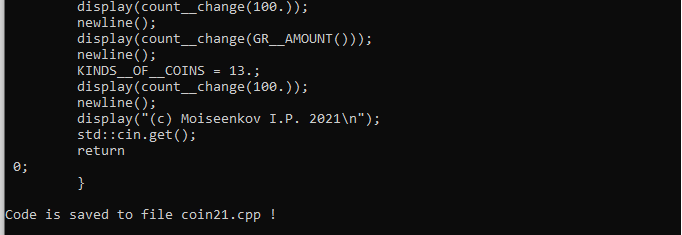 display(count__change(100.));
newline();
display(count__change(GR__AMOUNT()));
newline();
KINDS__OF__COINS = 13.;
display(count__change(100.));
newline();
display("(c) Moiseenkov I.P. 2021\n");
std::cin.get();
return
0;
}
Code is saved to file coin21.cpp !